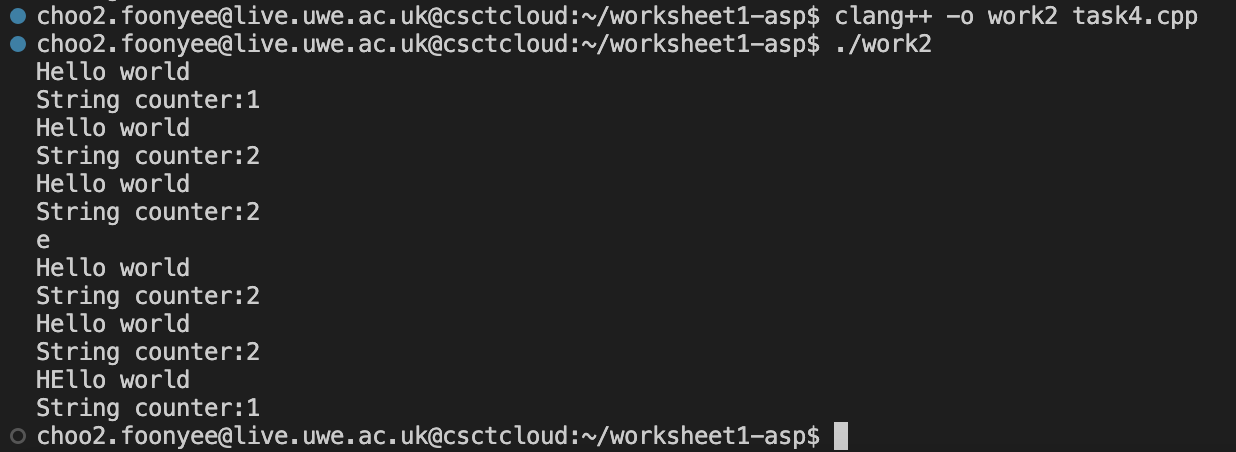 choo2.foonyee@live.uwe.ac.uk@csctcloud:~/worksheet1-asp$ clang++ -o work2 task4.cpp
choo2.foonyee@live.uwe.ac.uk@csctcloud:~/worksheet1-asp$ ./work2
Hello world
String counter:1
Hello world
String counter:2
Hello world
String counter:2
e
Hello world
String counter:2
Hello world
String counter:2
HEllo world
String counter:1
choo2.foonyee@live.uwe.ac.uk@csctcloud:~/worksheet1-asp$